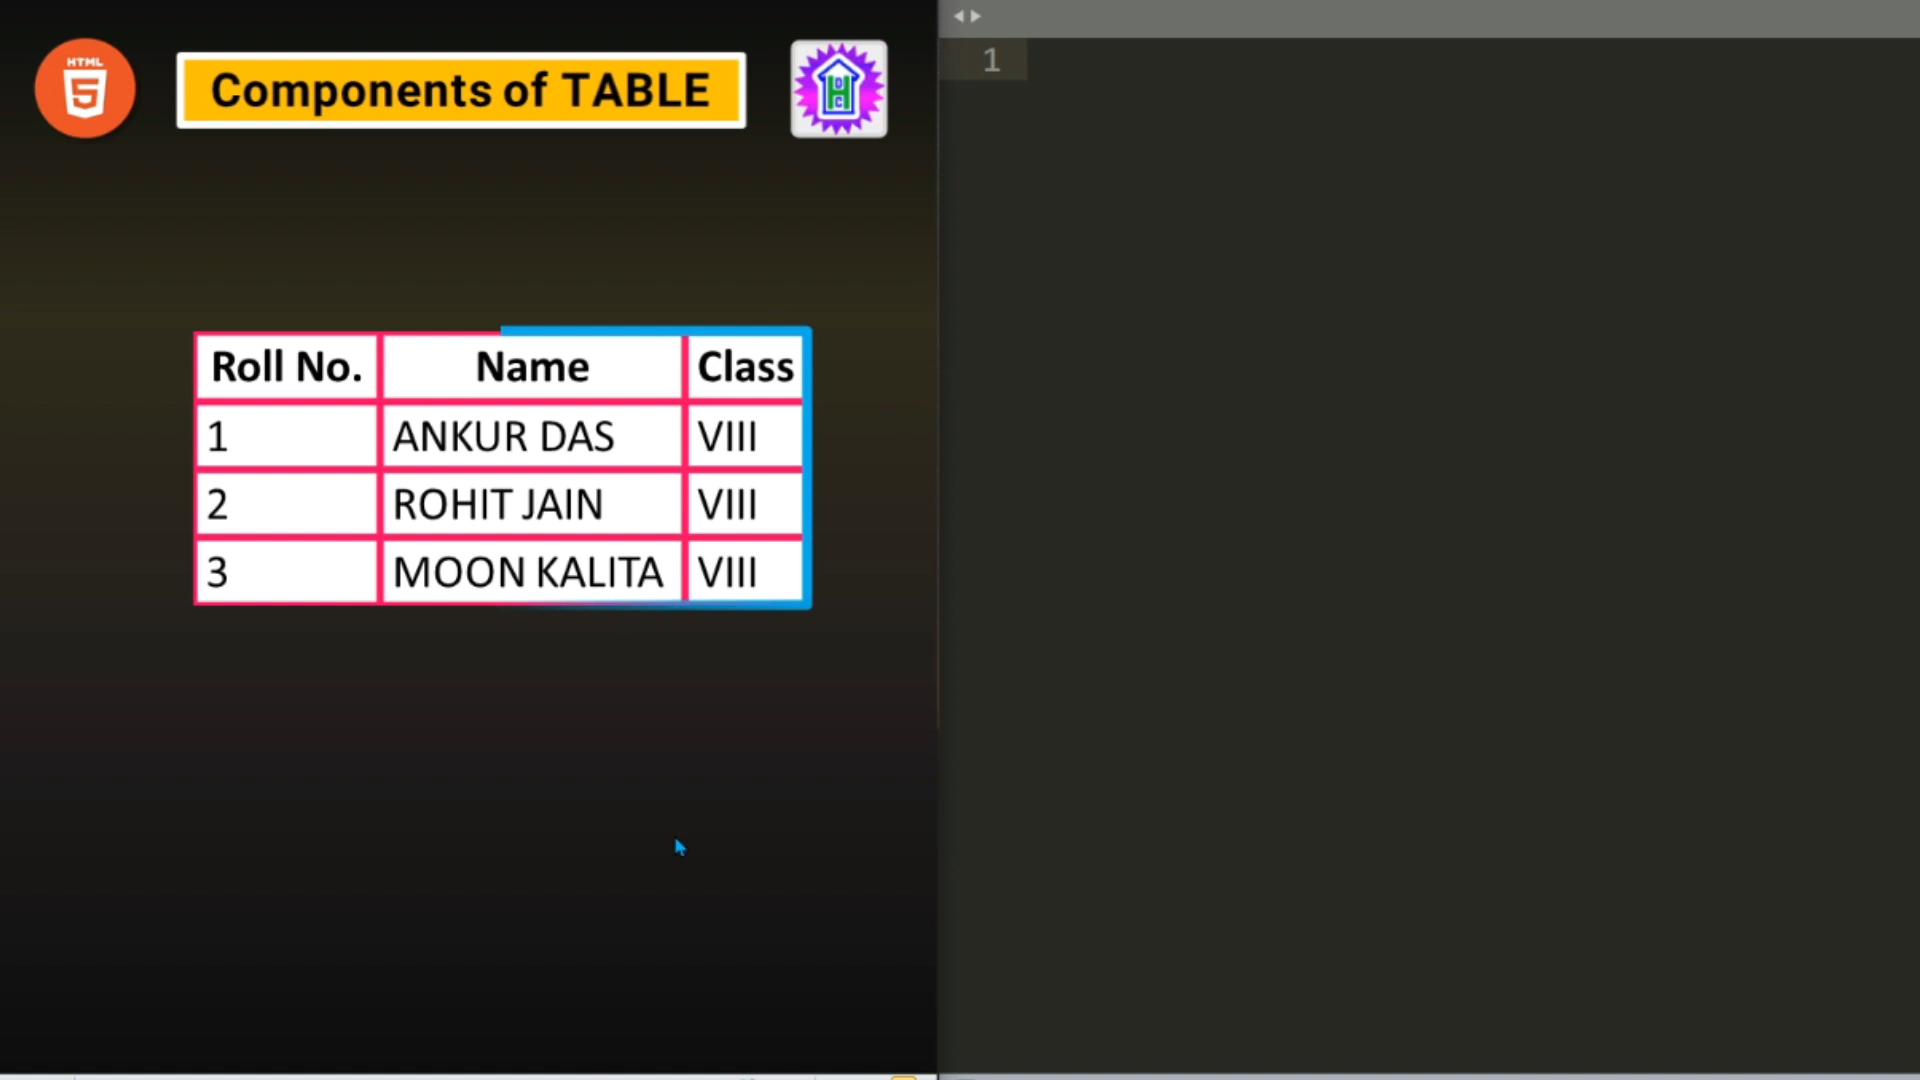 HTML
5
Components of TABLE
H
DC
1
Roll No. Name Class
1 ANKUR DAS VIII
2 ROHIT JAIN VIII
3 MOON KALITA VIII